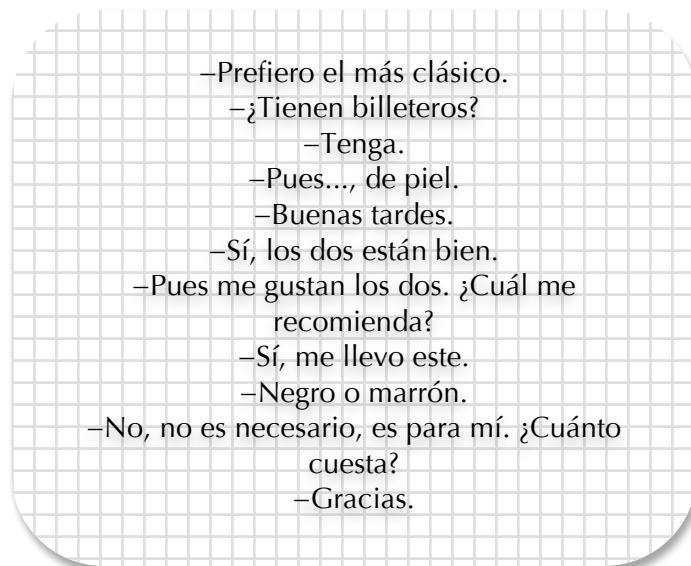 –Prefiero el más clásico.
–¿Tienen billeteros?
–Tenga.
–Pues..., de piel.
–Buenas tardes.
–Sí, los dos están bien.
–Pues me gustan los dos. ¿Cuál me
recomienda?
–Sí, me llevo este.
–Negro o marrón.
–No, no es necesario, es para mí. ¿Cuánto
cuesta?
–Gracias.